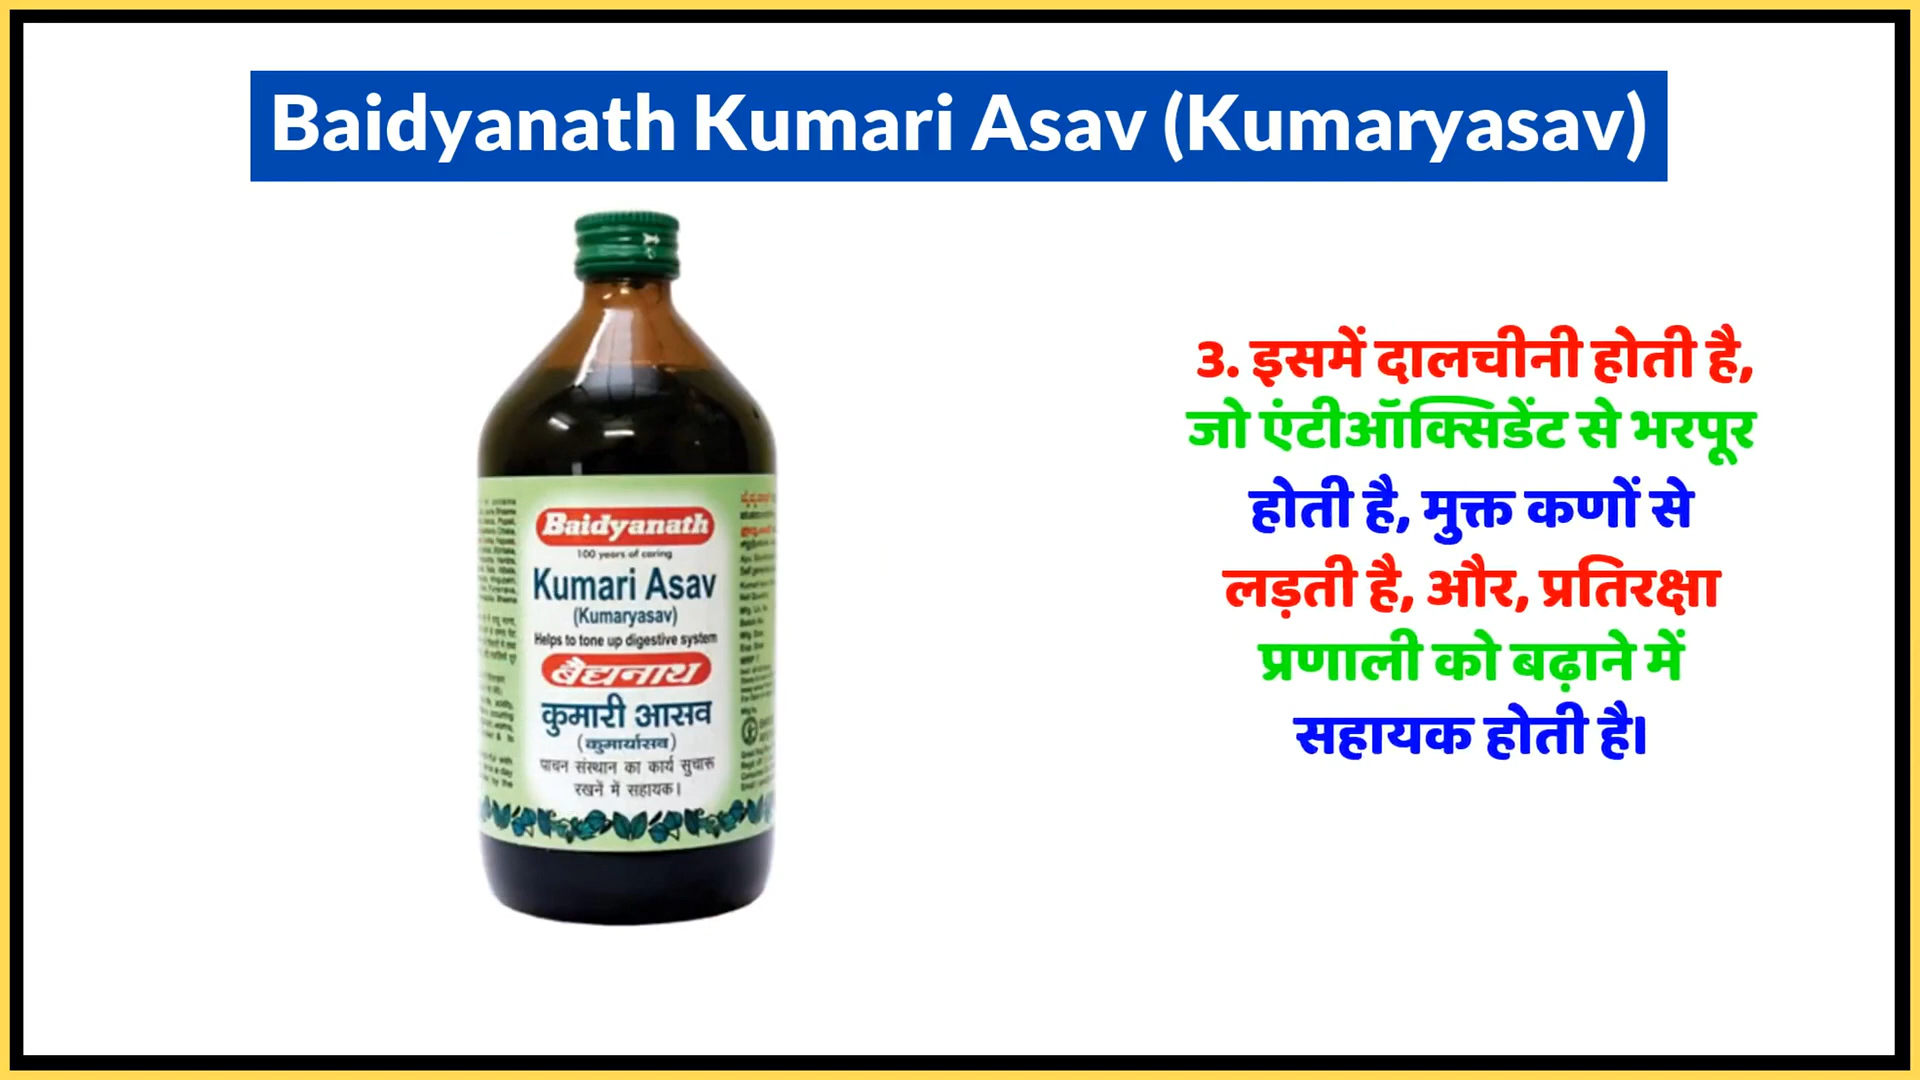 Baidyanath Kumari Asav (Kumaryasav)
Baidyanath
100 years of caring
Kumari Asav
(Kumaryasav)
Helps to tone up digestive system
बैद्यनाथ
कुमारी आसव
(कुमार्यासव)
पाचन संस्थान का कार्य सुचारू
रखनें में सहायक।
3. इसमें दालचीनी होती है,
जो एंटीऑक्सिडेंट से भरपूर
होती है, मुक्त कणों से
लड़ती है, और, प्रतिरक्षा
प्रणाली को बढ़ाने में
सहायक होती है।